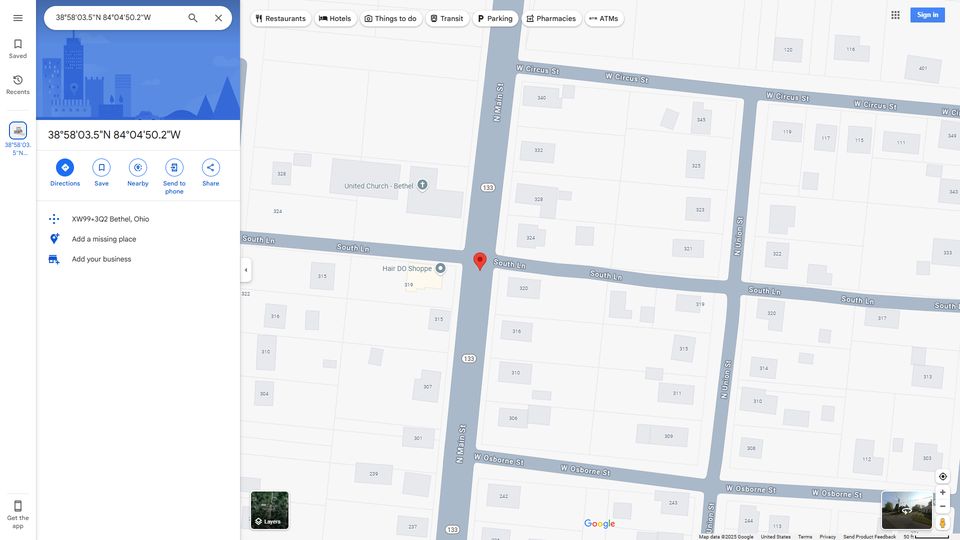 38°58'03.5"N 84°04'50.2"W
Restaurants
Hotels
Things to do
Transit
Parking
Pharmacies
ATMs
Sign in
Saved
Recents
38°58'03.
5"N...
38°58'03.5"N 84°04'50.2"W
Directions
Save
Nearby
Send to
phone
Share
XW99+3Q2 Bethel, Ohio
Add a missing place
Add your business
Get the
app
Layers
W Circus St
W Circus St
W Circus St
W Circus St
N Main St
N Main St
133
133
133
South Ln
South Ln
South Ln
South Ln
South Ln
South Ln
South Ln
N Union St
N Union St
Union St
W Osborne St
W Osborne St
W Osborne St
W Osborne St
United Church - Bethel
Hair DO Shoppe
120
116
401
340
345
119
117
115
111
349
332
328
325
343
333
324
328
323
324
321
322
319
315
319
322
320
319
320
317
316
315
316
315
310
314
313
310
307
311
304
310
306
301
309
308
112
103
239
242
243
244
237
113
Google
Map data ©2025 Google
United States
Terms
Privacy
Send Product Feedback
50 ft